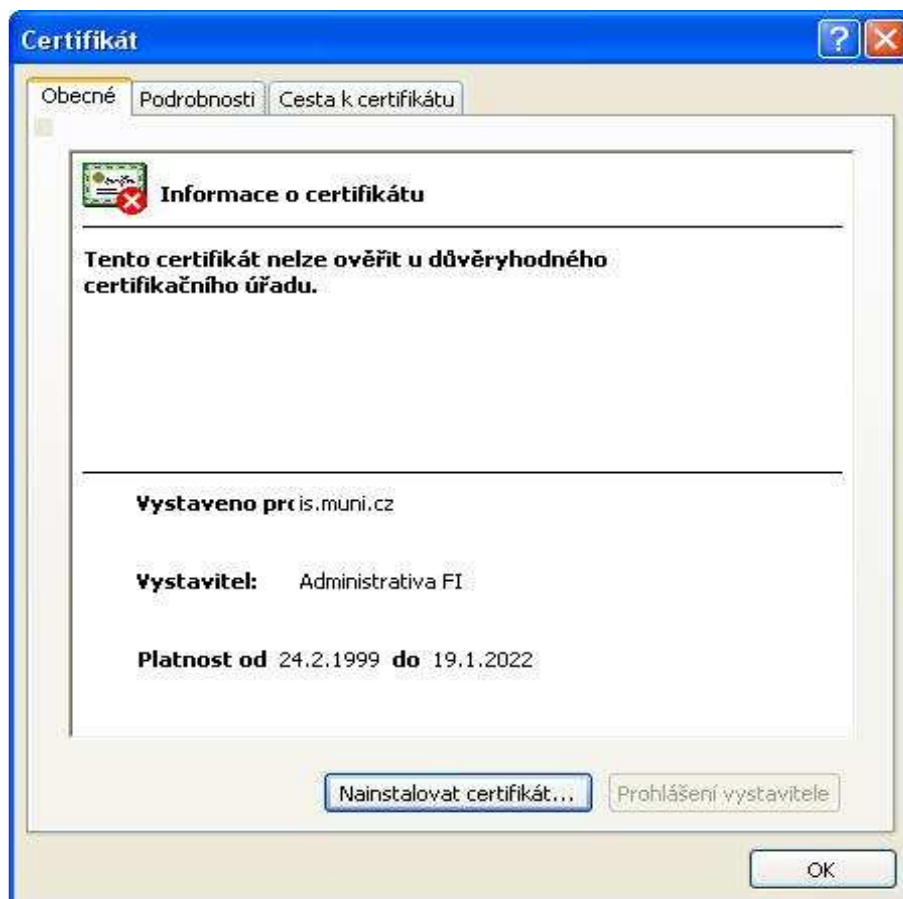 Certifikát
Obecné Podrobnosti Cesta k certifikátu
Informace o certifikátu
Tento certifikát nelze ověřit u důvěryhodného
certifikačního úřadu.
Vystaveno pro is.muni.cz
Vystavitel: Administrativa FI
Platnost od 24.2.1999 do 19.1.2022
Nainstalovat certifikát... Prohlášení vystavitele
OK